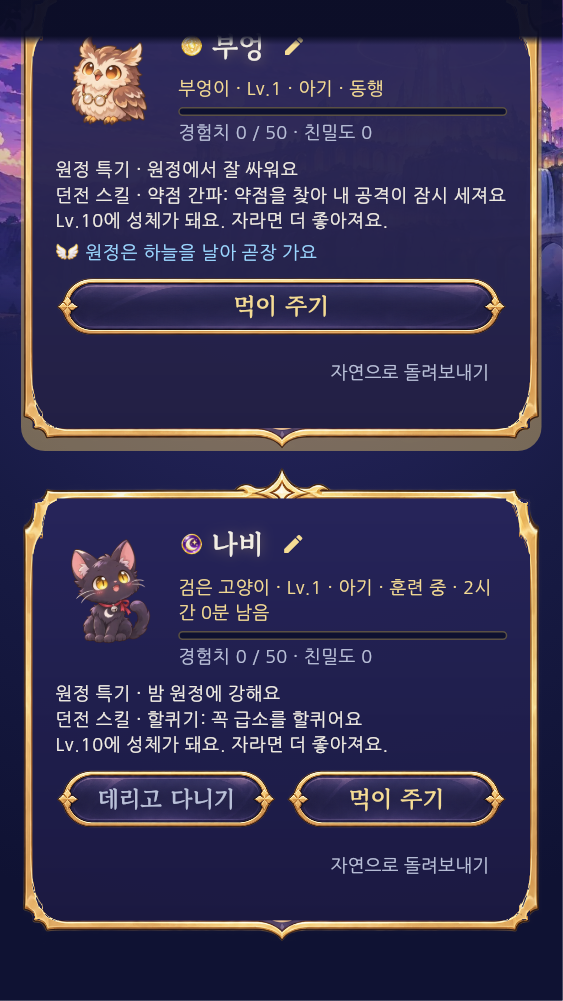 부엉
부엉이 · Lv.1 · 아기 · 동행
경험치 0 / 50 · 친밀도 0
원정 특기 · 원정에서 잘 싸워요
던전 스킬 · 약점 간파: 약점을 찾아 내 공격이 잠시 세져요
Lv.10에 성체가 돼요. 자라면 더 좋아져요.
원정은 하늘을 날아 곧장 가요
먹이 주기
자연으로 돌려보내기
나비
검은 고양이 · Lv.1 · 아기 · 훈련 중 · 2시
간 0분 남음
경험치 0 / 50 · 친밀도 0
원정 특기 · 밤 원정에 강해요
던전 스킬 · 할퀴기: 꼭 급소를 할퀴어요
Lv.10에 성체가 돼요. 자라면 더 좋아져요.
데리고 다니기 먹이 주기
자연으로 돌려보내기